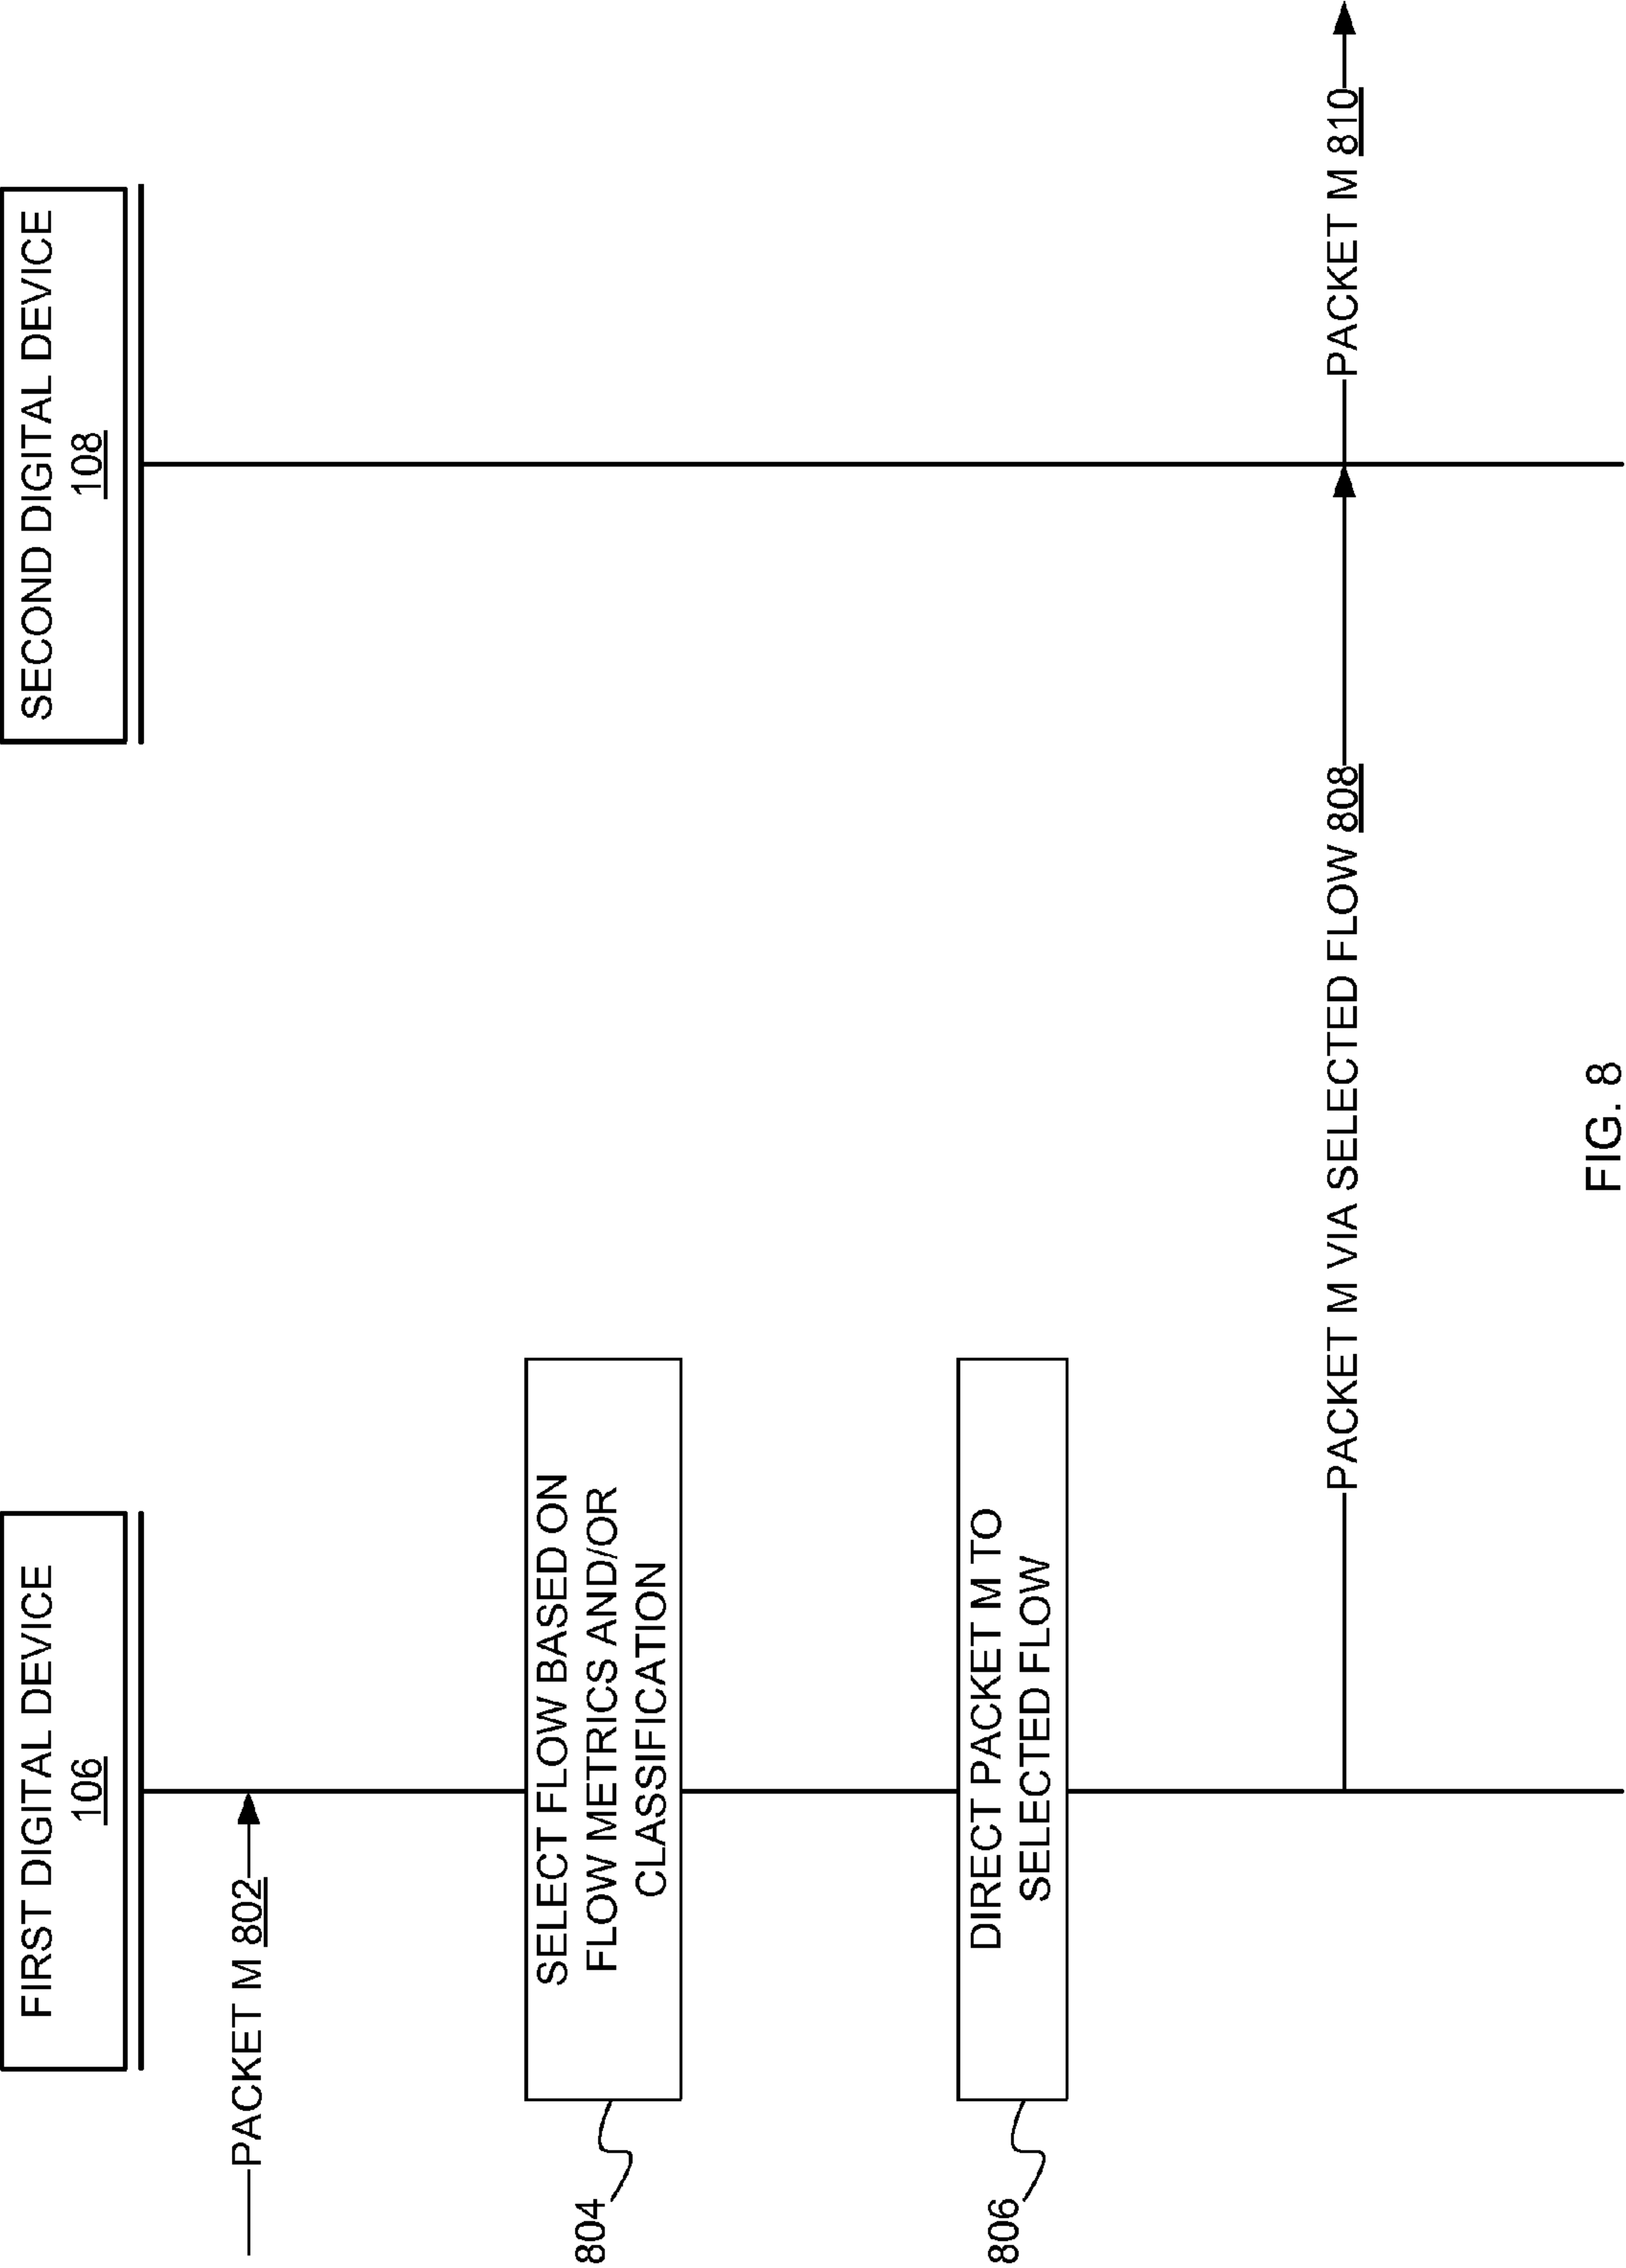 FIRST DIGITAL DEVICE
106
SECOND DIGITAL DEVICE
108
PACKET M 802
804
SELECT FLOW BASED ON
FLOW METRICS AND/OR
CLASSIFICATION
806
DIRECT PACKET M TO
SELECTED FLOW
PACKET M VIA SELECTED FLOW 808
PACKET M 810
FIG. 8